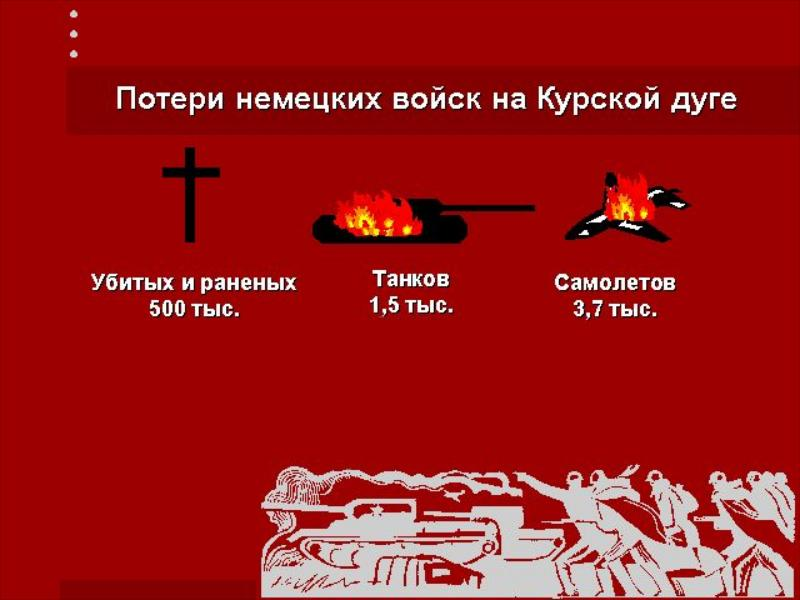 Потери немецких войск на Курской дуге
Убитых и раненых
500 тыс.
Танков
1,5 тыс.
Самолетов
3,7 тыс.